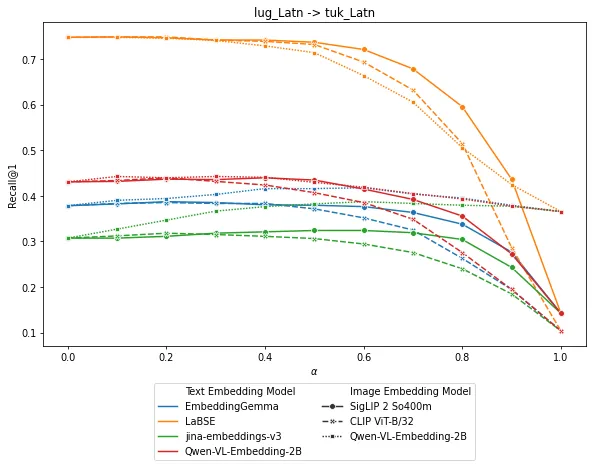 lug_Latn -> tuk_Latn
Recall@1
0.7
0.6
0.5
0.4
0.3
0.2
0.1
0.0 0.2 0.4 0.6 0.8 1.0
α
Text Embedding Model Image Embedding Model
EmbeddingGemma SigLIP 2 So400m
LaBSE CLIP ViT-B/32
jina-embeddings-v3 Qwen-VL-Embedding-2B
Qwen-VL-Embedding-2B